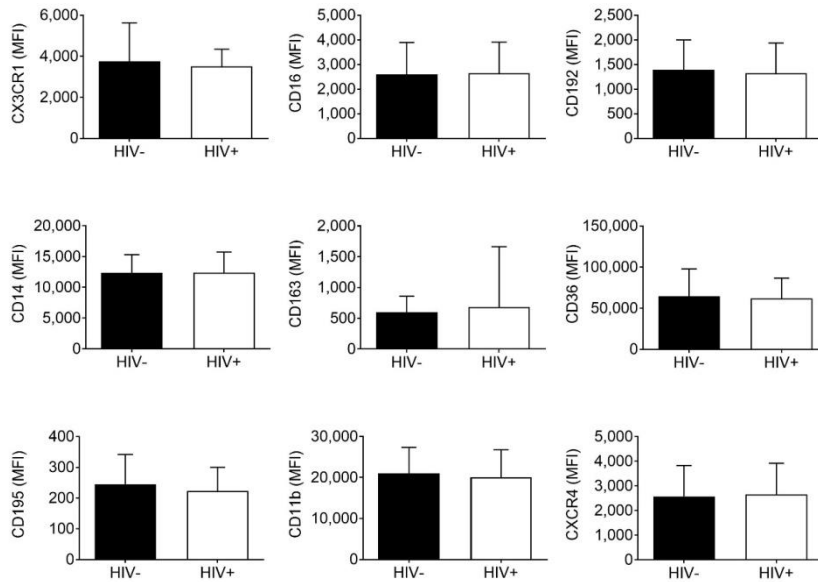 CX3CR1 (MFI)
6,000
4,000
2,000
0
HIV- HIV+
CD16 (MFI)
5,000
4,000
3,000
2,000
1,000
0
HIV- HIV+
CD192 (MFI)
2,500
2,000
1,500
1,000
500
0
HIV- HIV+
CD14 (MFI)
20,000
15,000
10,000
5,000
0
HIV- HIV+
CD163 (MFI)
2,000
1,500
1,000
500
0
HIV- HIV+
CD36 (MFI)
150,000
100,000
50,000
0
HIV- HIV+
CD195 (MFI)
400
300
200
100
0
HIV- HIV+
CD11b (MFI)
30,000
20,000
10,000
0
HIV- HIV+
CXCR4 (MFI)
5,000
4,000
3,000
2,000
1,000
0
HIV- HIV+